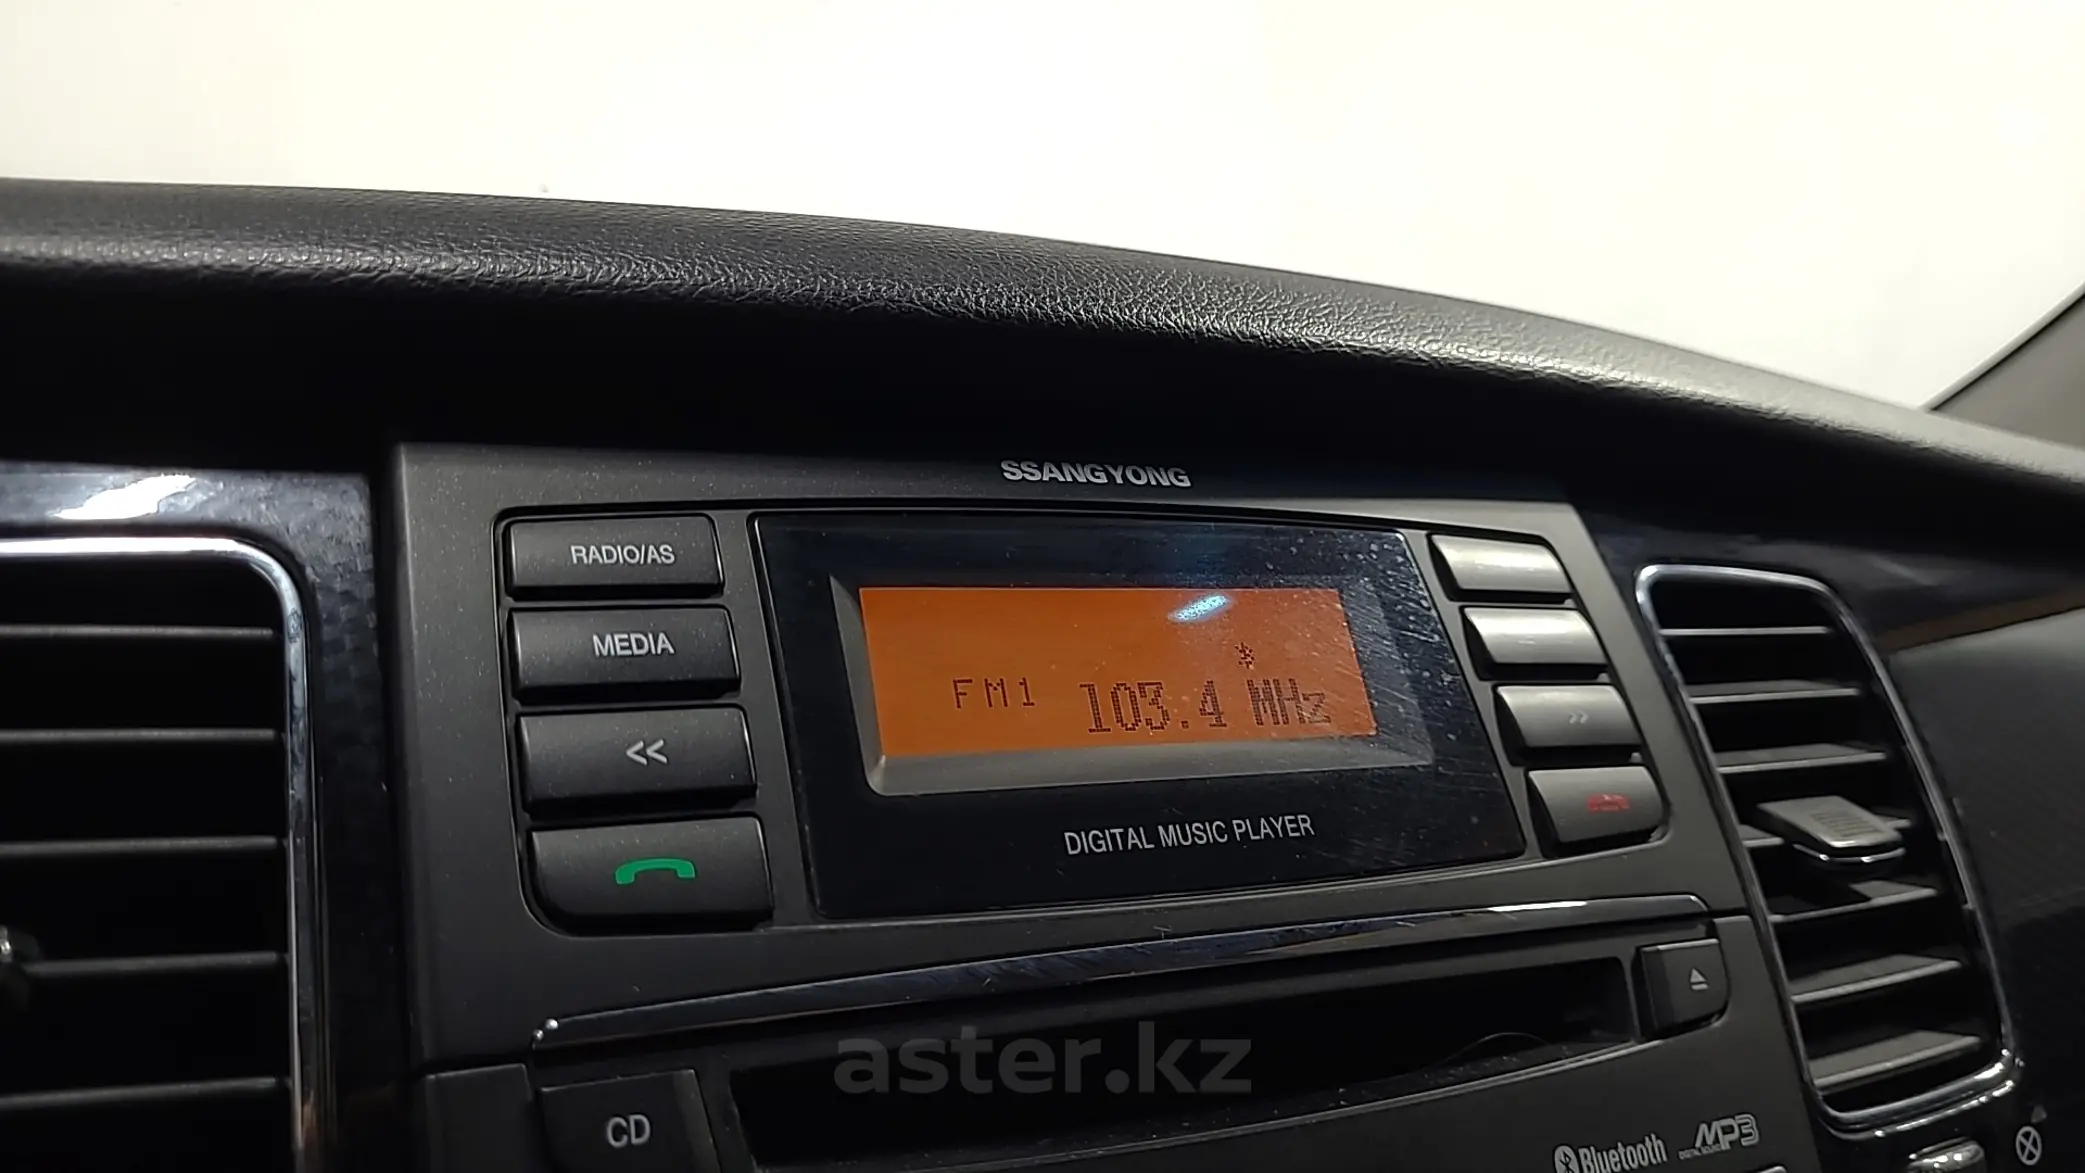 SSANGYONG
RADIO/AS
MEDIA
<<
>>
FM1 103.4 MHz
DIGITAL MUSIC PLAYER
aster.kz
CD
Bluetooth MP3